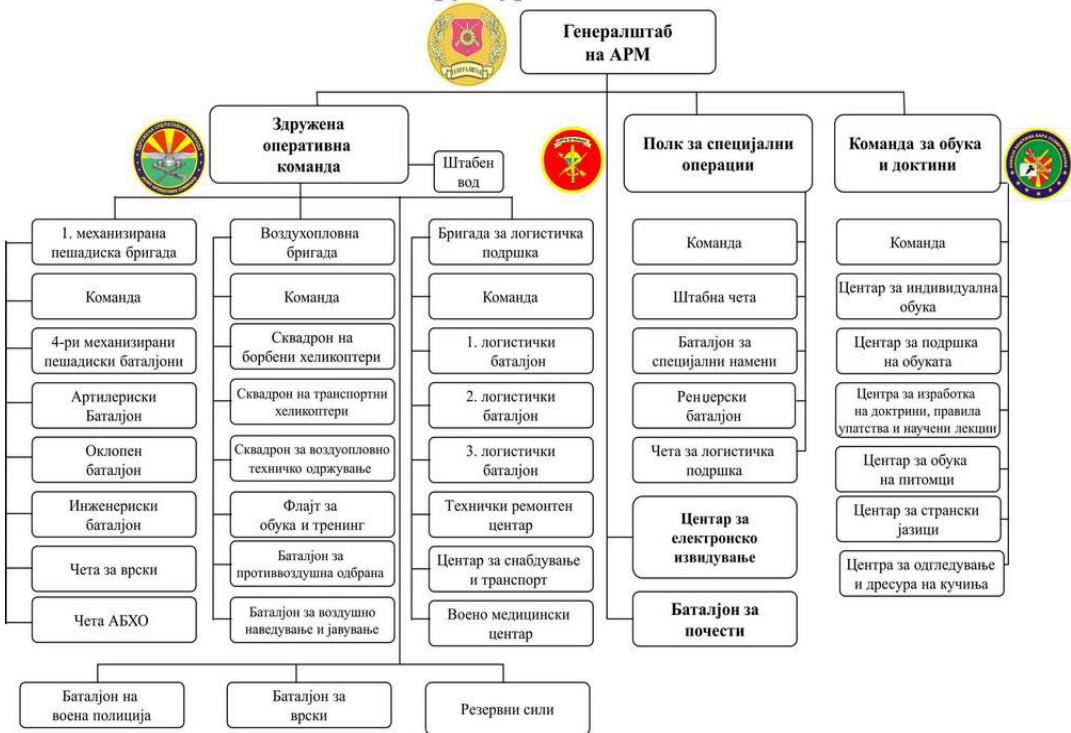 Генералштаб
на АРМ
ГЕНЕРАЛШТАБ
Здружена
оперативна
команда
Штабен
вод
Полк за специјални
операции
Команда за обука
и доктини
1. механизирана
пешадиска бригада
Команда
4-ри механизирани
пешадиски баталјони
Артилериски
Баталјон
Оклопен
баталјон
Инженериски
баталјон
Чета за врски
Чета АБХО
Воздухопловна
бригада
Команда
Сквадрон на
борбени хеликоптери
Сквадрон на транспортни
хеликоптери
Сквадрон за воздуопловно
техничко одржување
Флајт за
обука и тренинг
Баталјон за
противвоздушна одбрана
Баталјон за воздушно
наведување и јавување
Бригада за логистичка
подршка
Команда
1. логистички
баталјон
2. логистички
баталјон
3. логистички
баталјон
Технички ремонтен
центар
Центар за снабдување
и транспорт
Воено медицински
центар
Команда
Штабна чета
Баталјон за
специјални намени
Ренџерски
баталјон
Чета за логистичка
подршка
Центар за
електронско
извидување
Баталјон за
почести
Команда
Центар за индивидуална
обука
Центар за подршка
на обуката
Центра за изработка
на доктрини, правила
упатства и научени лекции
Центар за обука
на питомци
Центар за странски
јазици
Центра за одгледување
и дресура на кучиња
Баталјон на
воена полиција
Баталјон за
врски
Резервни сили